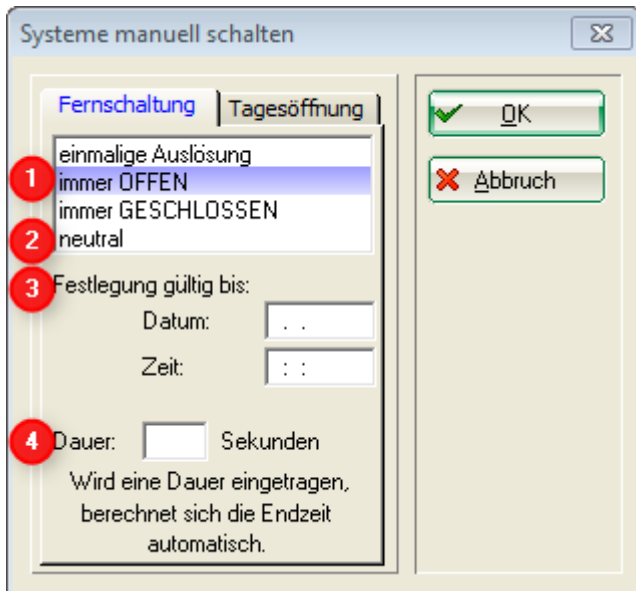 Systeme manuell schalten
Fernschaltung Tagesöffnung
OK
einmalige Auslösung
1 immer OFFEN
Abbruch
immer GESCHLOSSEN
2 neutral
3 Festlegung gültig bis:
Datum: . .
Zeit: : :
4 Dauer: Sekunden
Wird eine Dauer eingetragen,
berechnet sich die Endzeit
automatisch.